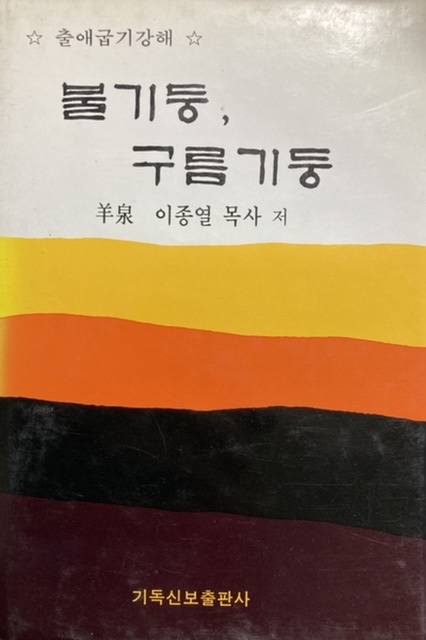 ☆ 출애굽기강해 ☆
불기둥,
구름기둥
羊泉 이종열 목사 저
기독신보출판사